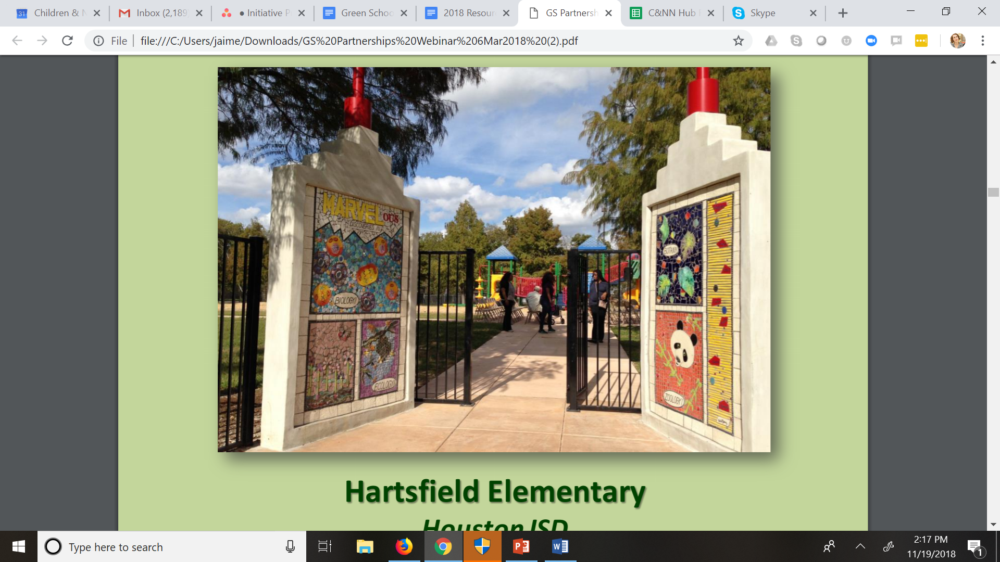 Children & N
Inbox (2,189
● Initiative P
Green Schoo
2018 Resour
GS Partnersh
C&NN Hub
Skype
File
file:///C:/Users/jaime/Downloads/GS%20Partnerships%20Webinar%206Mar2018%20(2).pdf
MARVELOUS
DISCOVERIES IN
BIOLOGY!
ECOLOGY!
BOTANY!
ZOOLOGY!
Hartsfield Elementary
Houston ISD
Type here to search
2:17 PM
11/19/2018
1